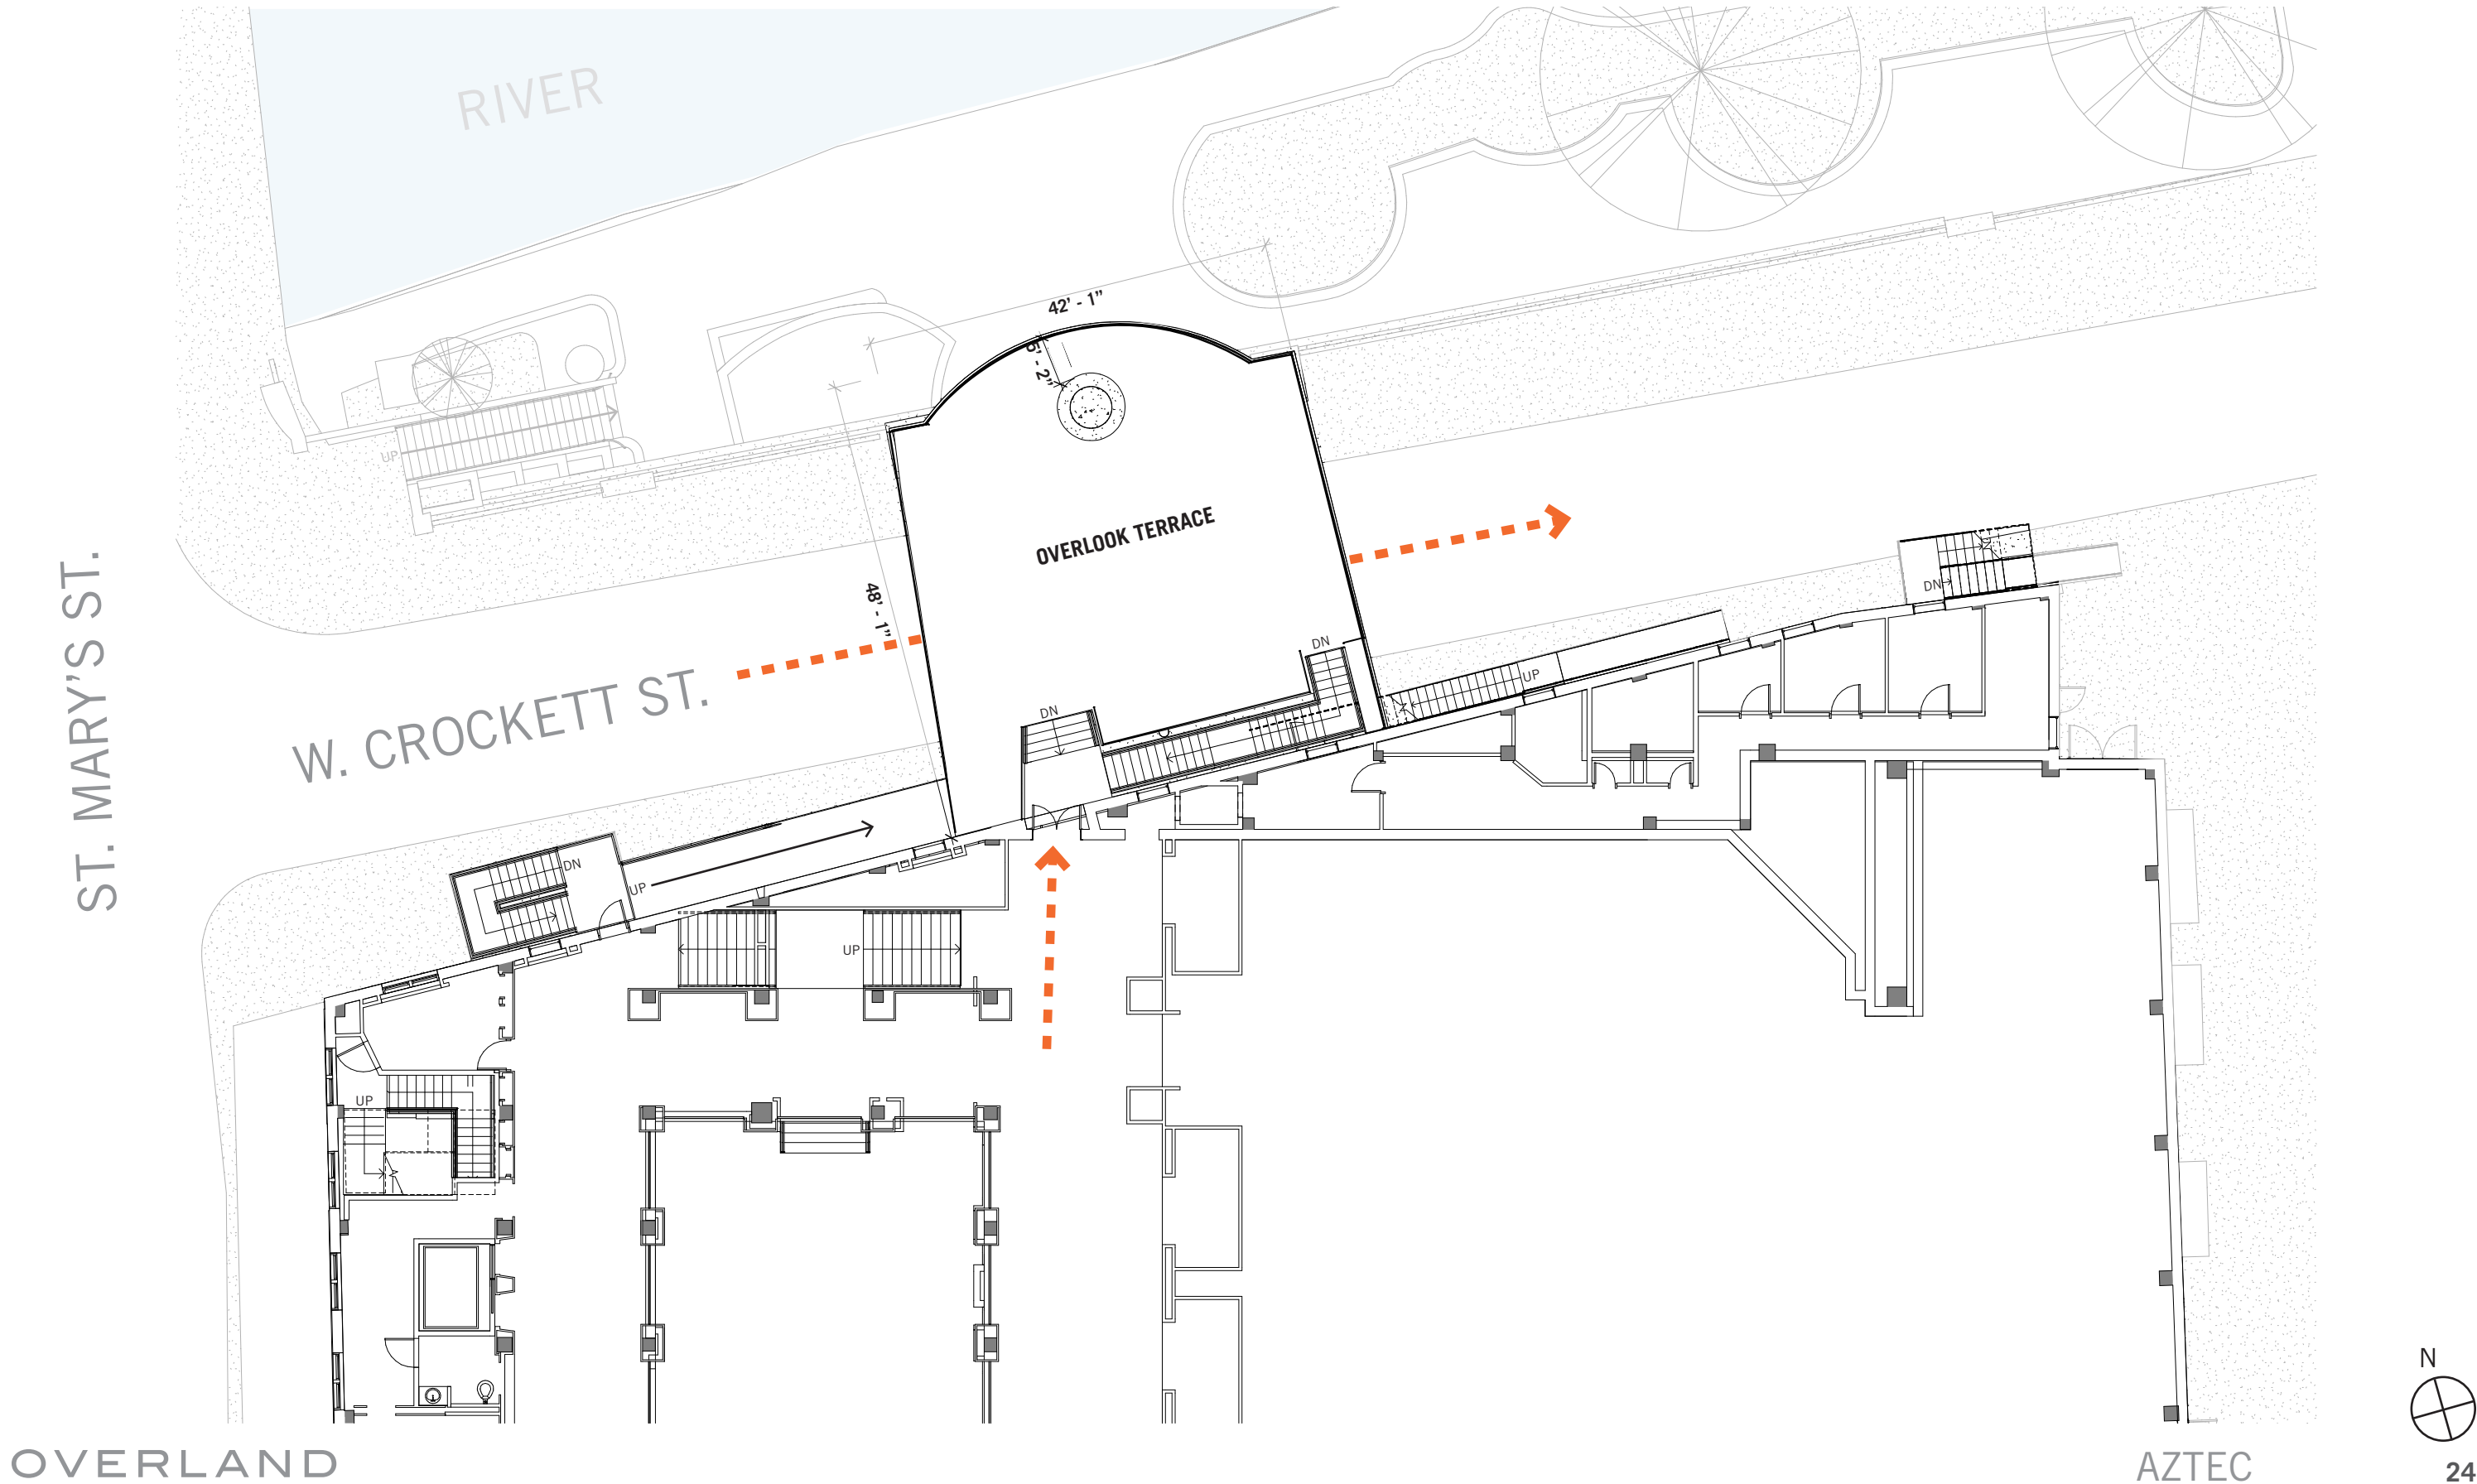 RIVER
42' - 1"
5' - 2"
UP
OVERLOOK TERRACE
ST. MARY'S ST.
W. CROCKETT ST.
48' - 1"
DN
DN
DN
DN
UP
DN
UP
UP
UP
N
OVERLAND
AZTEC
24